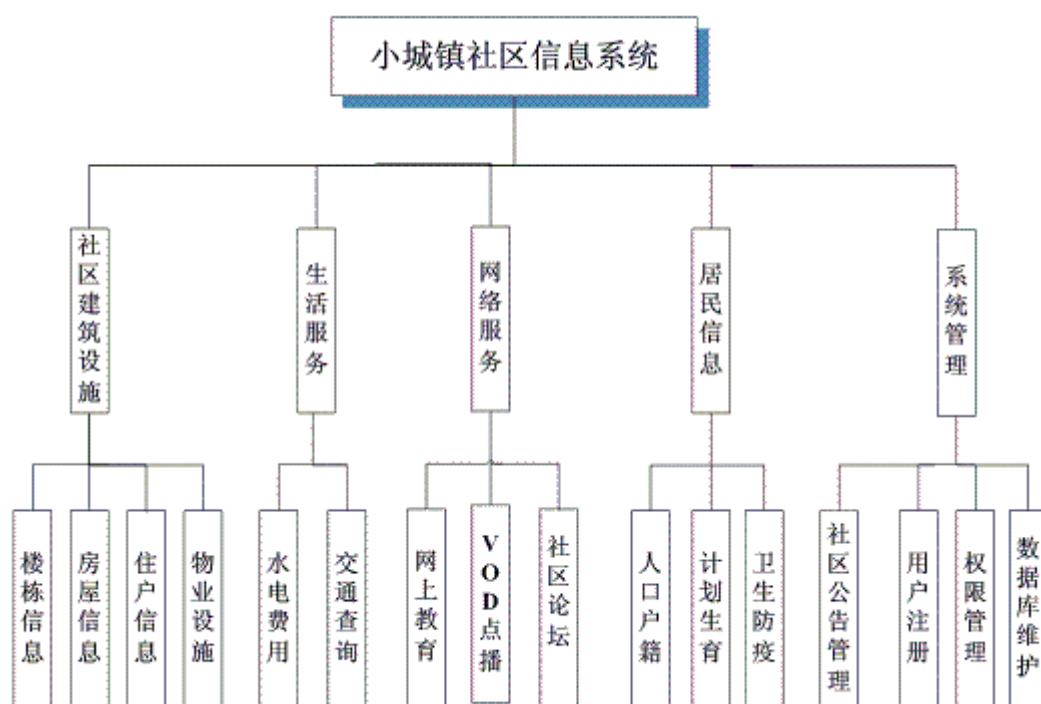 小城镇社区信息系统
社区建筑设施
生活服务
网络服务
居民信息
系统管理
楼栋信息
房屋信息
住户信息
物业设施
水电费用
交通查询
网上教育
VOD点播
社区论坛
人口户籍
计划生育
卫生防疫
社区公告管理
用户注册
权限管理
数据库维护